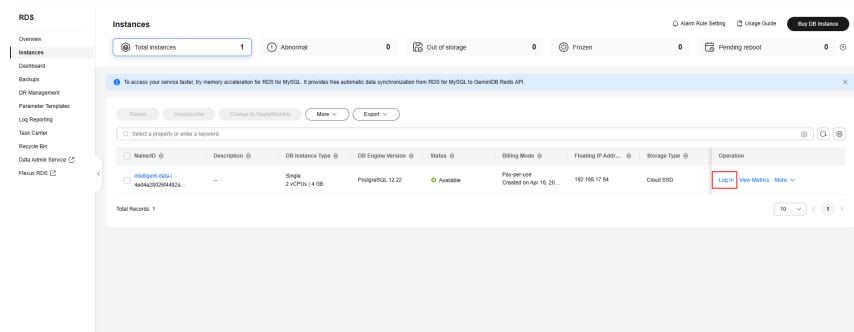 RDS
Overview
Instances
Dashboard
Backups
DR Management
Parameter Templates
Log Reporting
Task Center
Recycle Bin
Data Admin Service
Flexus RDS
Instances
Alarm Rule Setting
Usage Guide
Buy DB Instance
Total instances 1
Abnormal 0
Out of storage 0
Frozen 0
Pending reboot 0
To access your service faster, try memory acceleration for RDS for MySQL. It provides free automatic data synchronization from RDS for MySQL to GeminiDB Redis API.
Renew Unsubscribe Change to Yearly/Monthly More Export
Select a property or enter a keyword.
Name/ID Description DB Instance Type DB Engine Version Status Billing Mode Floating IP Addr... Storage Type Operation
intelligent-data-i...
4ed4a28026f4482a...
--
Single
2 vCPUs | 4 GB
PostgreSQL 12.22
Available
Pay-per-use
Created on Apr 16, 20...
192.168.17.94
Cloud SSD
Log In View Metrics More
Total Records: 1
10 1